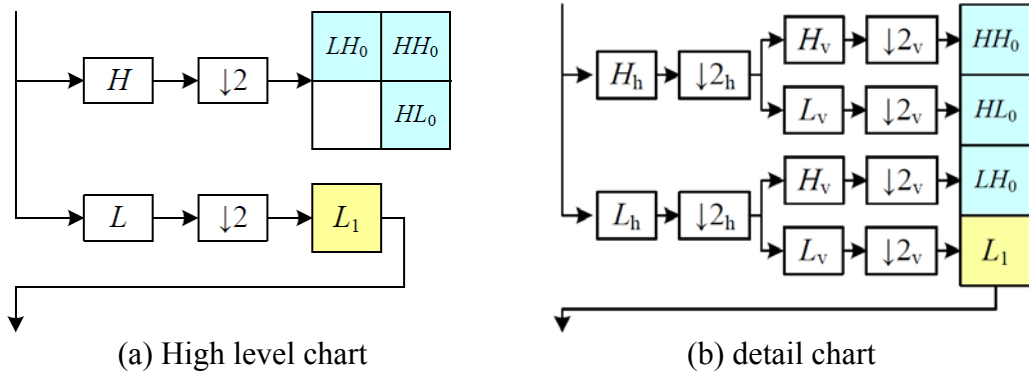 LH₀ HH₀
H ↓2
HL₀
L ↓2 L₁
(a) High level chart
Hᵥ ↓2ᵥ HH₀
Hₕ ↓2ₕ
Lᵥ ↓2ᵥ HL₀
Hᵥ ↓2ᵥ LH₀
Lₕ ↓2ₕ
Lᵥ ↓2ᵥ L₁
(b) detail chart